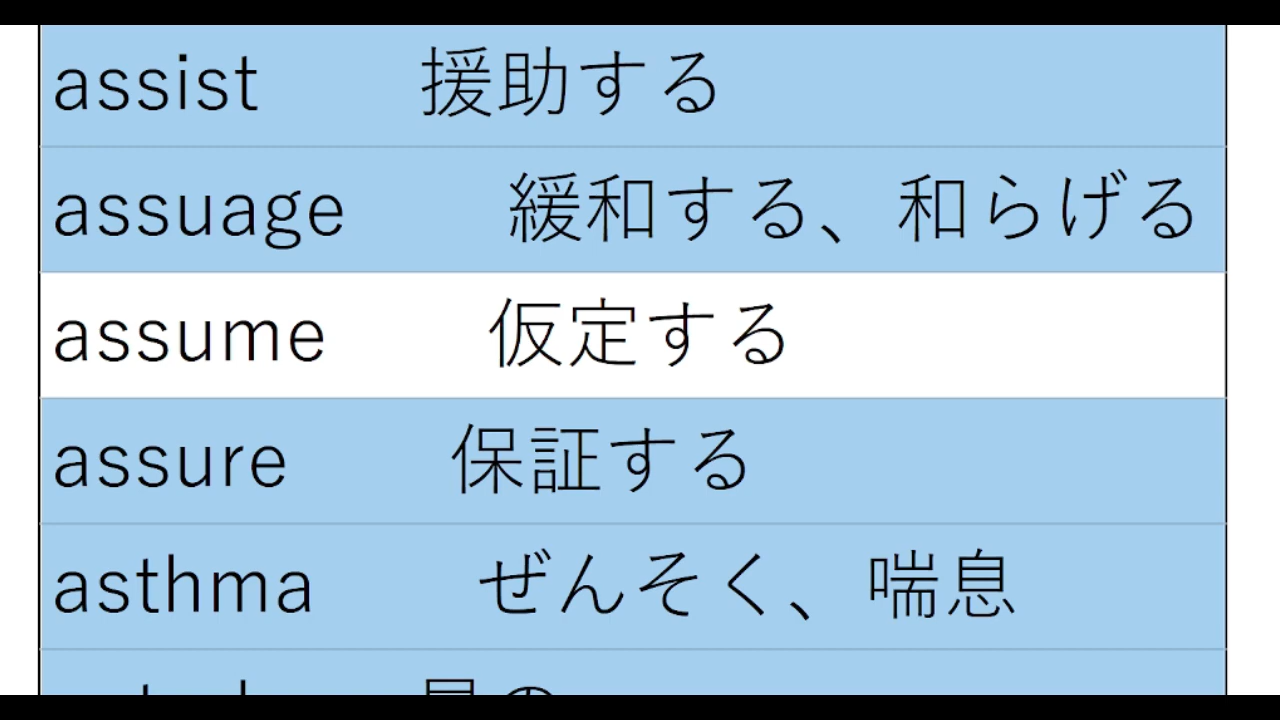 assist 援助する
assuage 緩和する、和らげる
assume 仮定する
assure 保証する
asthma ぜんそく、喘息